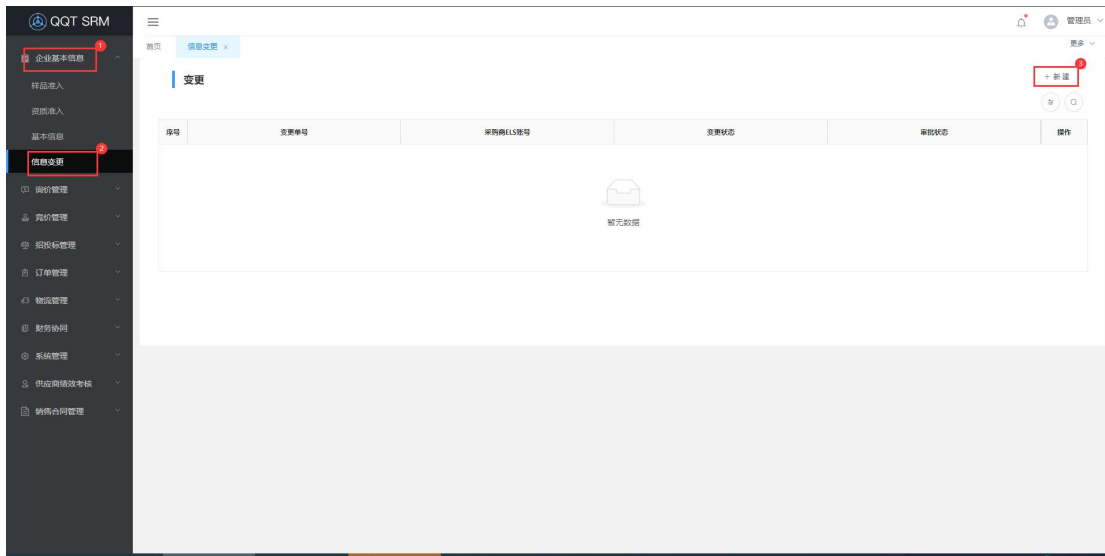 QQT SRM
管理员
首页
信息变更 ×
更多
1
企业基本信息
样品准入
资质准入
基本信息
2
信息变更
询价管理
竞价管理
招投标管理
订单管理
物流管理
财务协同
系统管理
供应商绩效考核
销售合同管理
变更
3
+ 新建
序号 变更单号 采购商ELS账号 变更状态 审批状态 操作
暂无数据